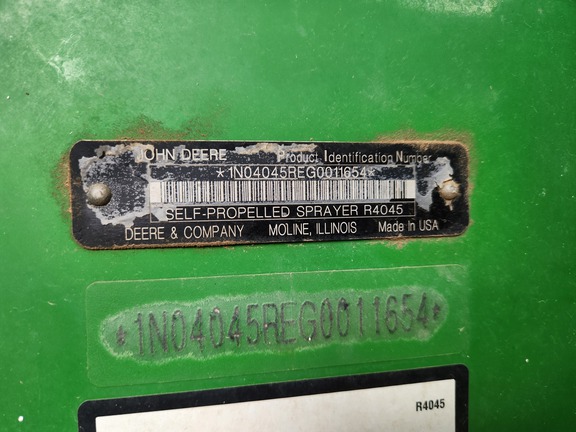 JOHN DEERE Product Identification Number
*1N04045REG0011654*
SELF-PROPELLED SPRAYER R4045
DEERE & COMPANY MOLINE, ILLINOIS Made In USA
*1N04045REG0011654*
R4045